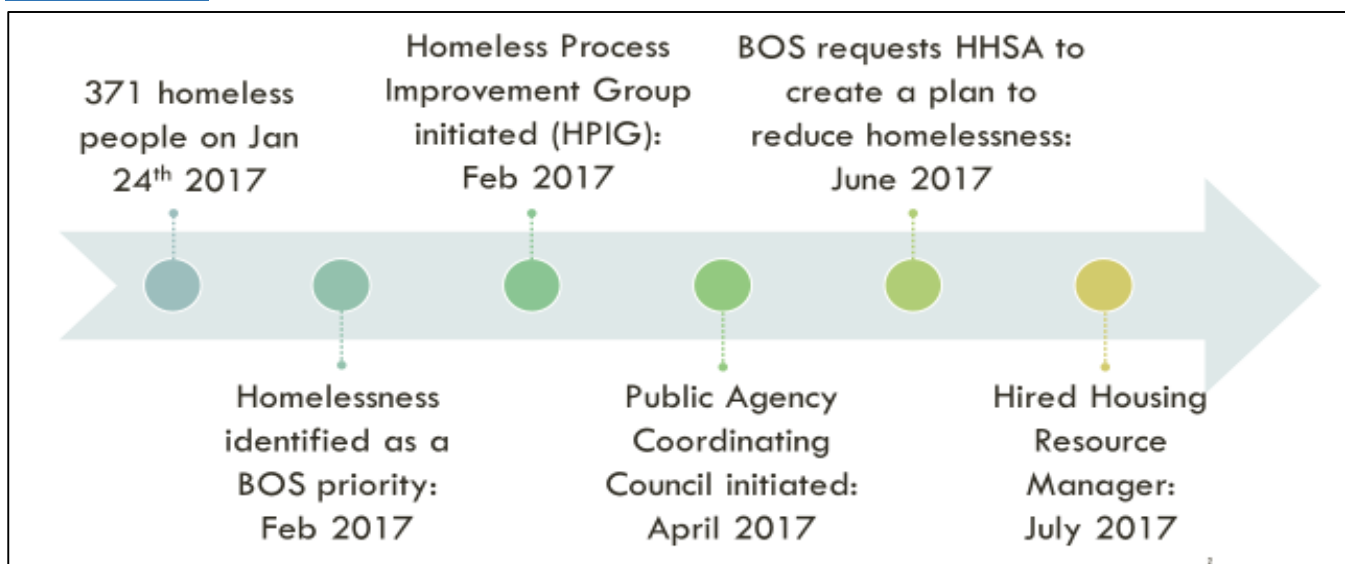 371 homeless
people on Jan
24th 2017
Homelessness
identified as a
BOS priority:
Feb 2017
Homeless Process
Improvement Group
initiated (HPIG):
Feb 2017
Public Agency
Coordinating
Council initiated:
April 2017
BOS requests HHSA to
create a plan to
reduce homelessness:
June 2017
Hired Housing
Resource
Manager:
July 2017
2